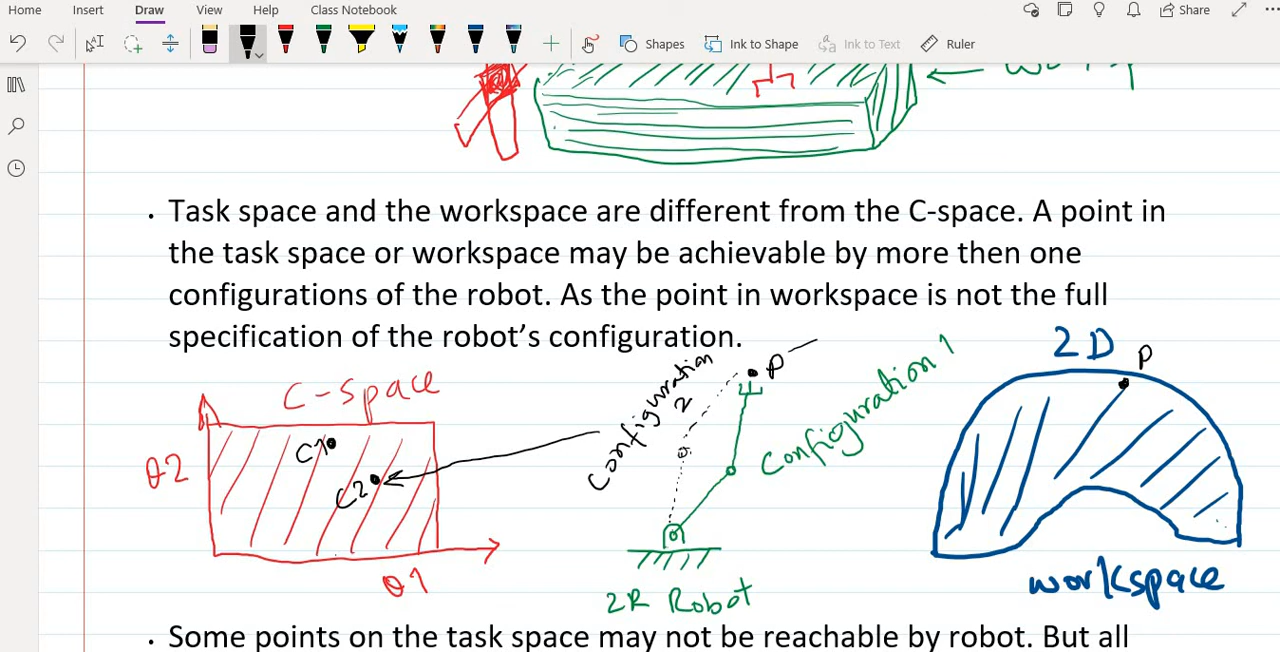 Home Insert Draw View Help Class Notebook Share
Shapes Ink to Shape Ink to Text Ruler
. Task space and the workspace are different from the C-space. A point in
the task space or workspace may be achievable by more then one
configurations of the robot. As the point in workspace is not the full
specification of the robot's configuration.
C-space
θ2
C1
C2
θ1
Configuration
2
P
Configuration 1
2R Robot
2D
P
workspace
. Some points on the task space may not be reachable by robot. But all